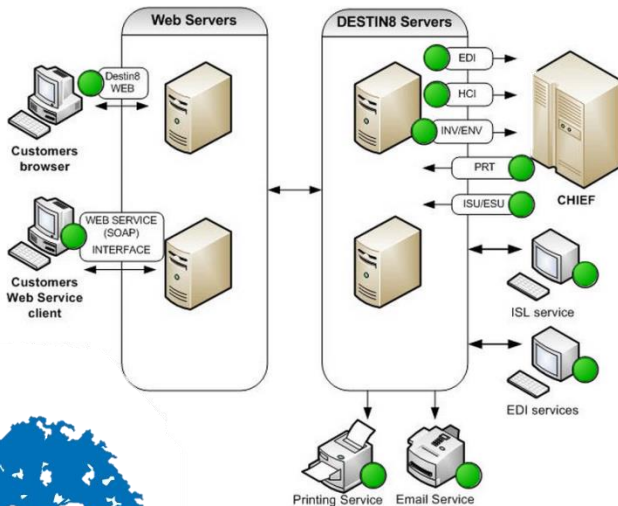 Web Servers
DESTIN8 Servers
Destin8
WEB
Customers
browser
WEB SERVICE
(SOAP)
INTERFACE
Customers
Web Service
client
EDI
HCI
INV/ENV
PRT
ISU/ESU
CHIEF
ISL service
EDI services
Printing Service
Email Service